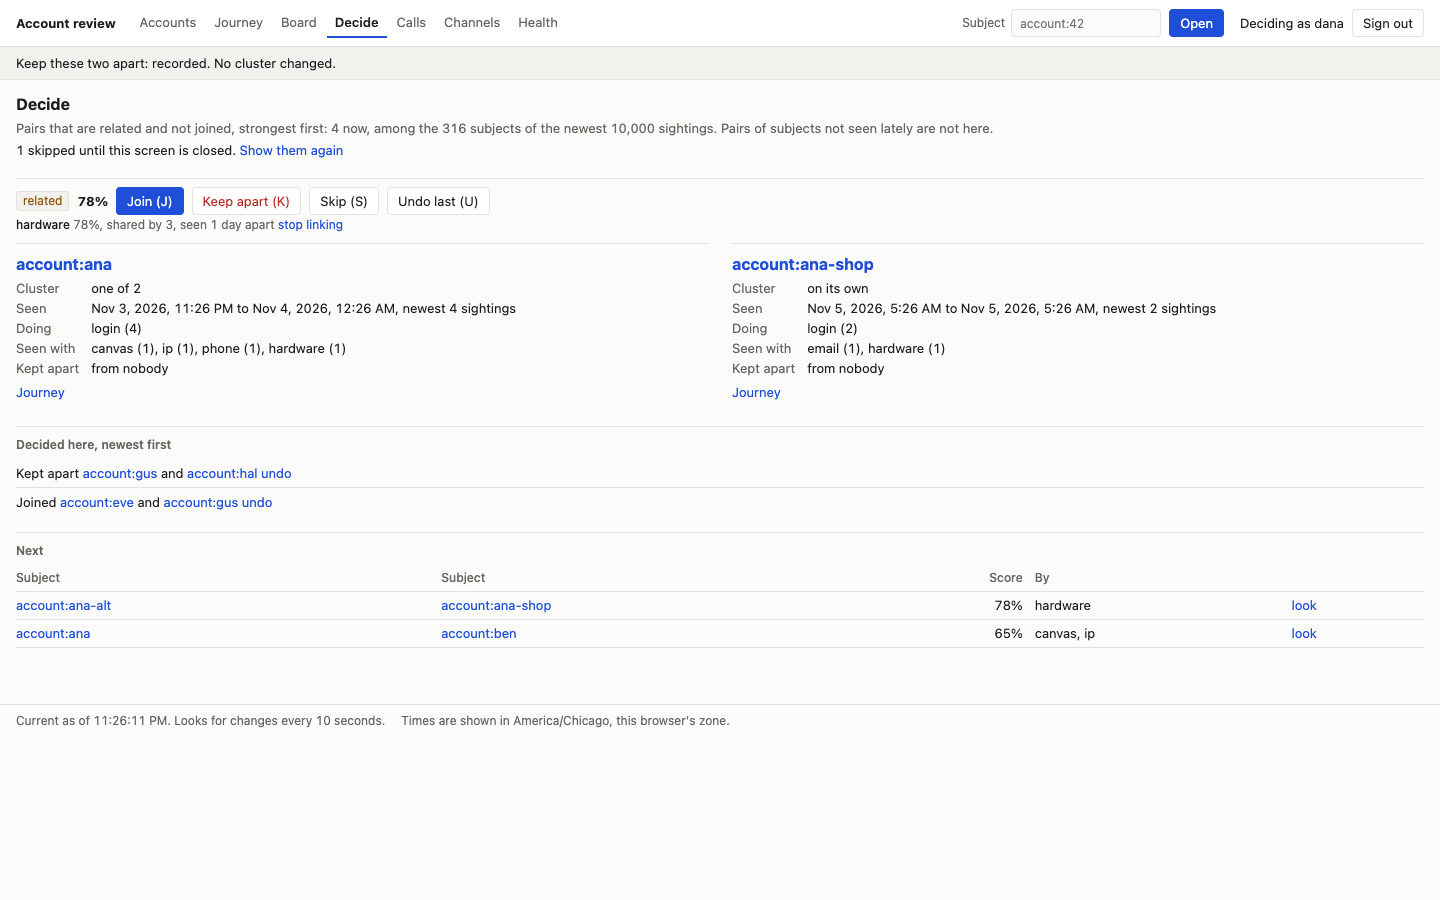 Account review Accounts Journey Board Decide Calls Channels Health Subject account:42 Open Deciding as dana Sign out
Keep these two apart: recorded. No cluster changed.
Decide
Pairs that are related and not joined, strongest first: 4 now, among the 316 subjects of the newest 10,000 sightings. Pairs of subjects not seen lately are not here.
1 skipped until this screen is closed. Show them again
related 78% Join (J) Keep apart (K) Skip (S) Undo last (U)
hardware 78%, shared by 3, seen 1 day apart stop linking
account:ana
Cluster one of 2
Seen Nov 3, 2026, 11:26 PM to Nov 4, 2026, 12:26 AM, newest 4 sightings
Doing login (4)
Seen with canvas (1), ip (1), phone (1), hardware (1)
Kept apart from nobody
Journey
account:ana-shop
Cluster on its own
Seen Nov 5, 2026, 5:26 AM to Nov 5, 2026, 5:26 AM, newest 2 sightings
Doing login (2)
Seen with email (1), hardware (1)
Kept apart from nobody
Journey
Decided here, newest first
Kept apart account:gus and account:hal undo
Joined account:eve and account:gus undo
Next
Subject Subject Score By
account:ana-alt account:ana-shop 78% hardware look
account:ana account:ben 65% canvas, ip look
Current as of 11:26:11 PM. Looks for changes every 10 seconds. Times are shown in America/Chicago, this browser's zone.